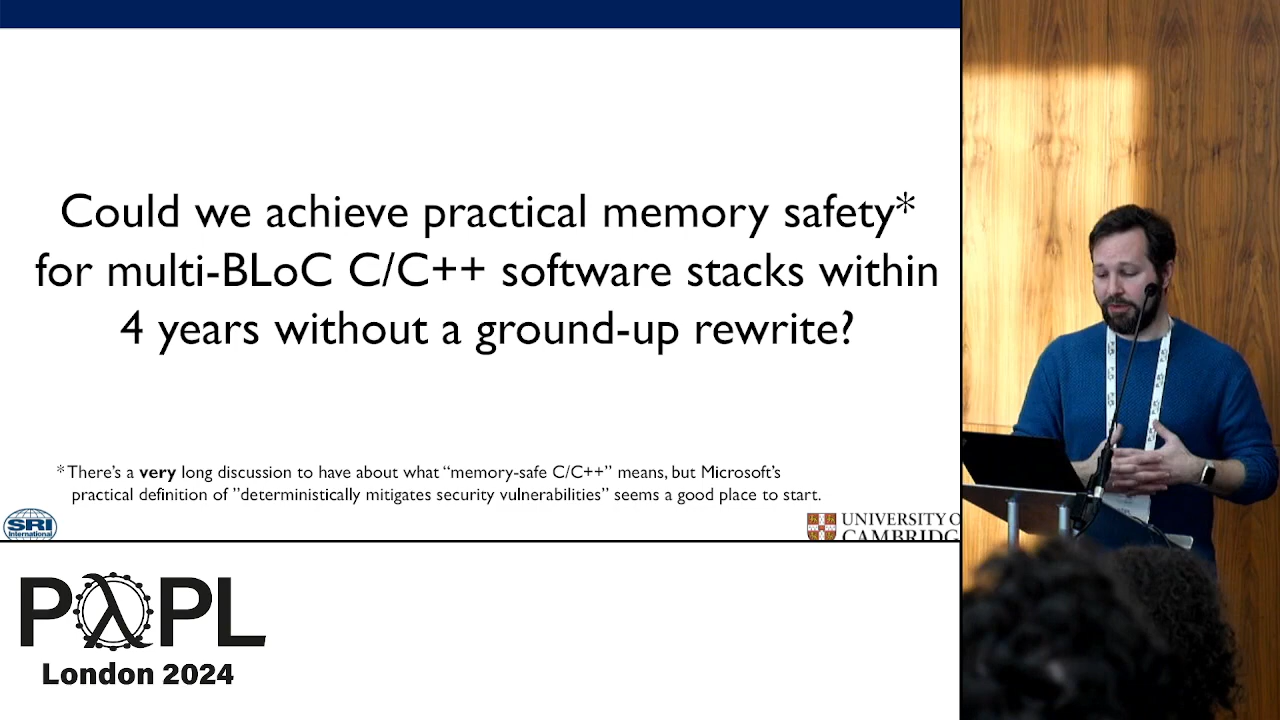 Could we achieve practical memory safety*
for multi-BLoC C/C++ software stacks within
4 years without a ground-up rewrite?
* There's a very long discussion to have about what “memory-safe C/C++” means, but Microsoft's
practical definition of ”deterministically mitigates security vulnerabilities” seems a good place to start.
SRI
International
UNIVERSITY O
CAMBRIDG
PλPL
London 2024